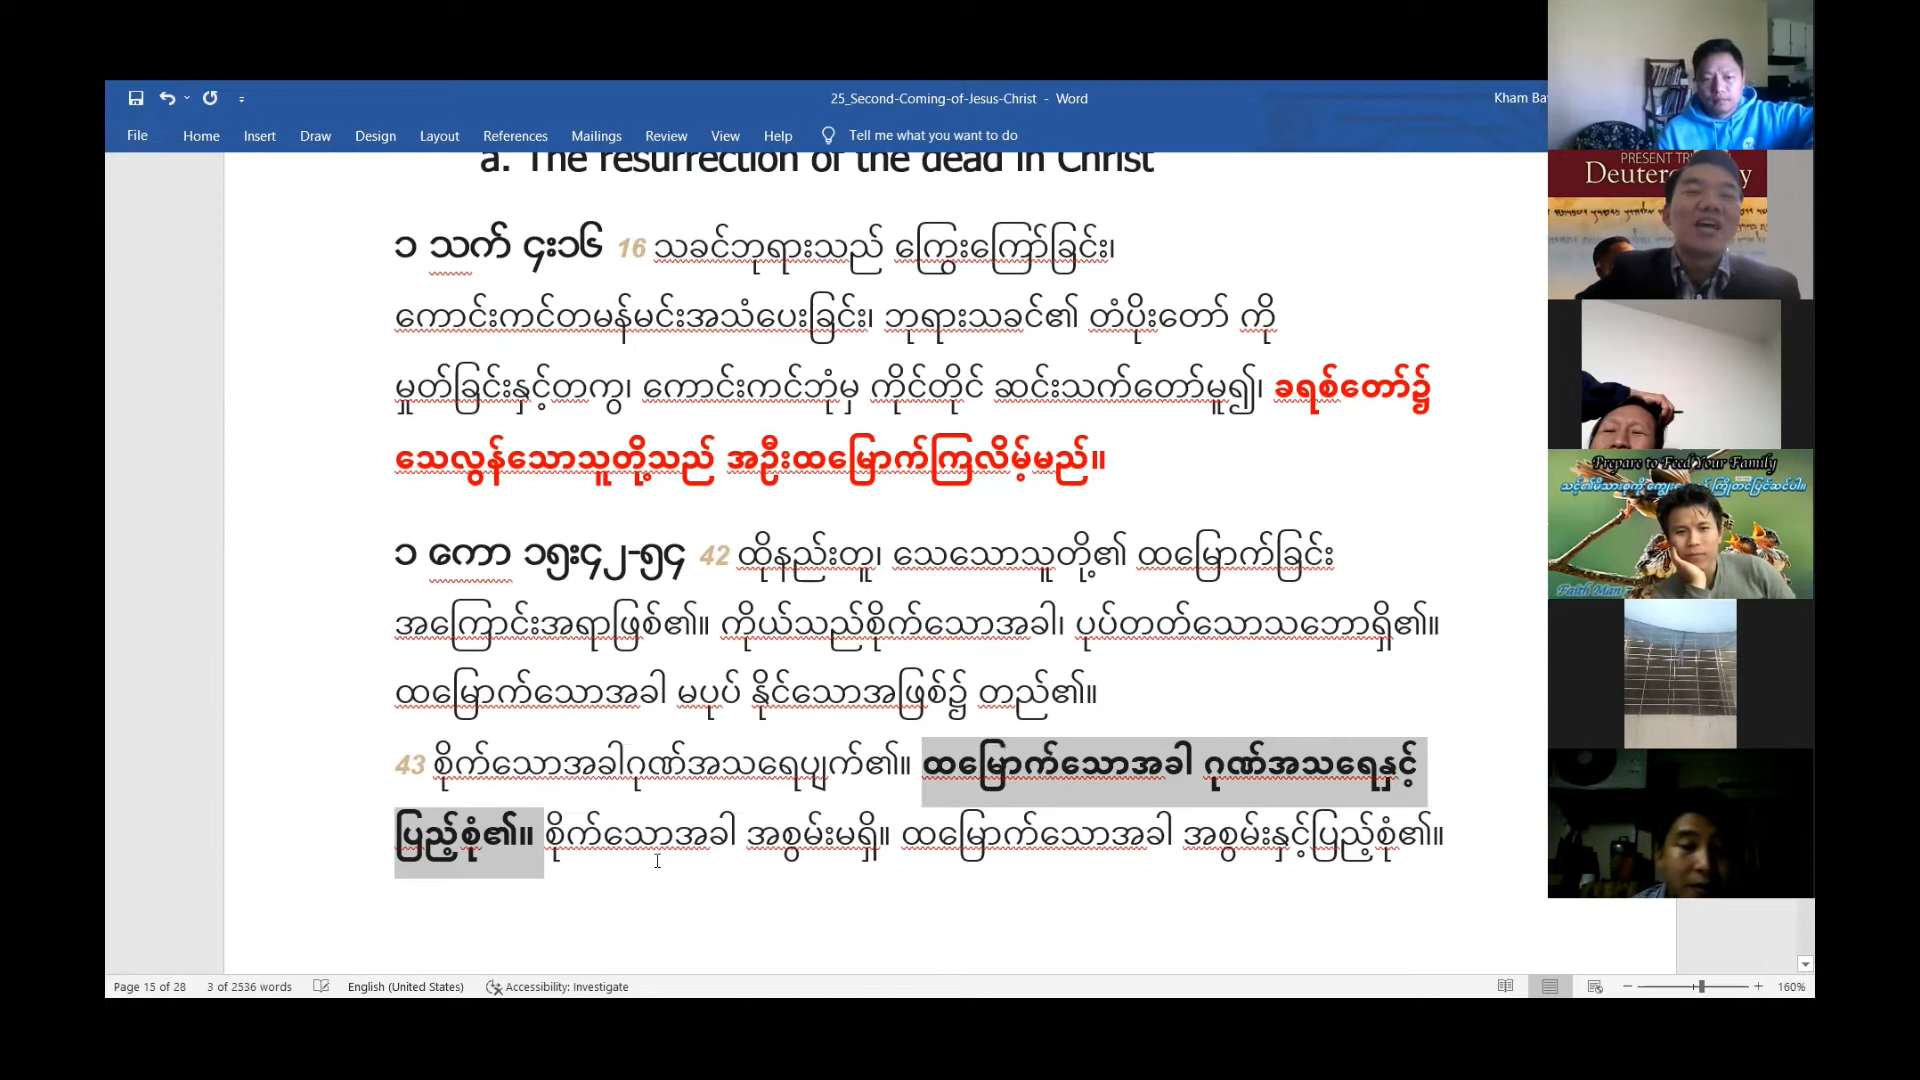 25_Second-Coming-of-Jesus-Christ - Word
Kham Ba
File Home Insert Draw Design Layout References Mailings Review View Help Tell me what you want to do
a. The resurrection of the dead in Christ
၁ သက် ၄း၁၆ 16 သခင်ဘုရားသည် ကြွေးကြော်ခြင်း၊
ကောင်းကင်တမန်မင်းအသံပေးခြင်း၊ ဘုရားသခင်၏ တံပိုးတော် ကို
မှုတ်ခြင်းနှင့်တကွ၊ ကောင်းကင်ဘုံမှ ကိုင်တိုင် ဆင်းသက်တော်မူ၍၊ ခရစ်တော်၌
သေလွန်သောသူတို့သည် အဦးထမြောက်ကြလိမ့်မည်။
၁ ကော ၁၅း၄၂-၅၄ 42 ထိုနည်းတူ၊ သေသောသူတို့၏ ထမြောက်ခြင်း
အကြောင်းအရာဖြစ်၏။ ကိုယ်သည်စိုက်သောအခါ၊ ပုပ်တတ်သောသဘောရှိ၏။
ထမြောက်သောအခါ မပုပ် နိုင်သောအဖြစ်၌ တည်၏။
43 စိုက်သောအခါဂုဏ်အသရေပျက်၏။ ထမြောက်သောအခါ ဂုဏ်အသရေနှင့်
ပြည့်စုံ၏။ စိုက်သောအခါ အစွမ်းမရှိ။ ထမြောက်သောအခါ အစွမ်းနှင့်ပြည့်စုံ၏။
Page 15 of 28 3 of 2536 words English (United States) Accessibility: Investigate 160%
PRESENT
Prepare to Feed Your Family
Faith Man